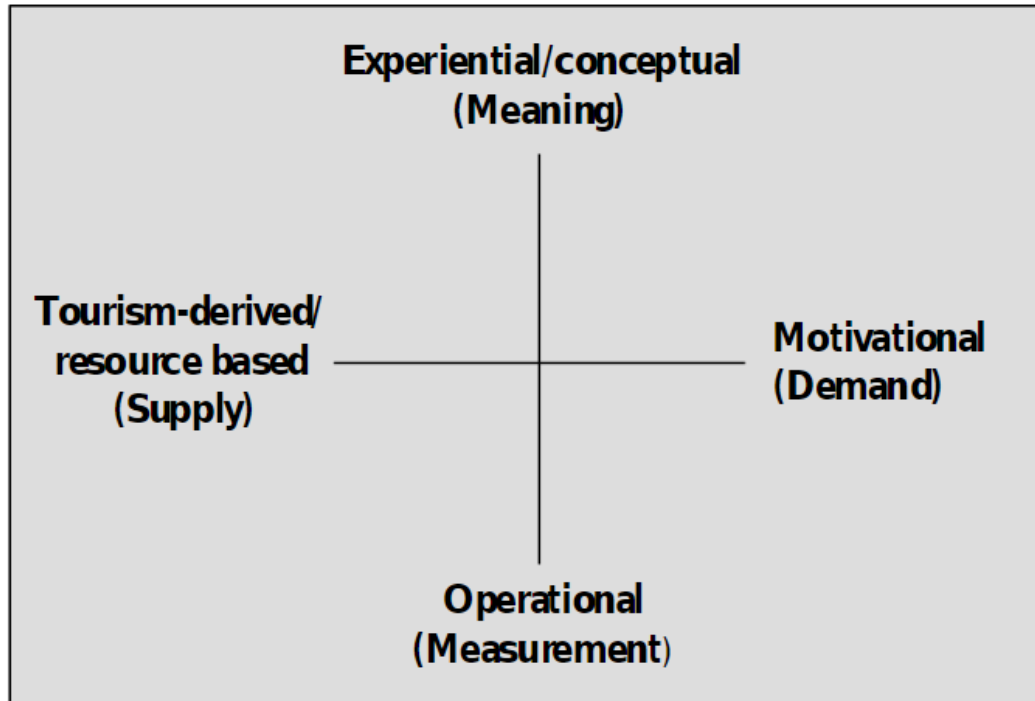 Experiential/conceptual
(Meaning)
Tourism-derived/
resource based
(Supply)
Motivational
(Demand)
Operational
(Measurement)